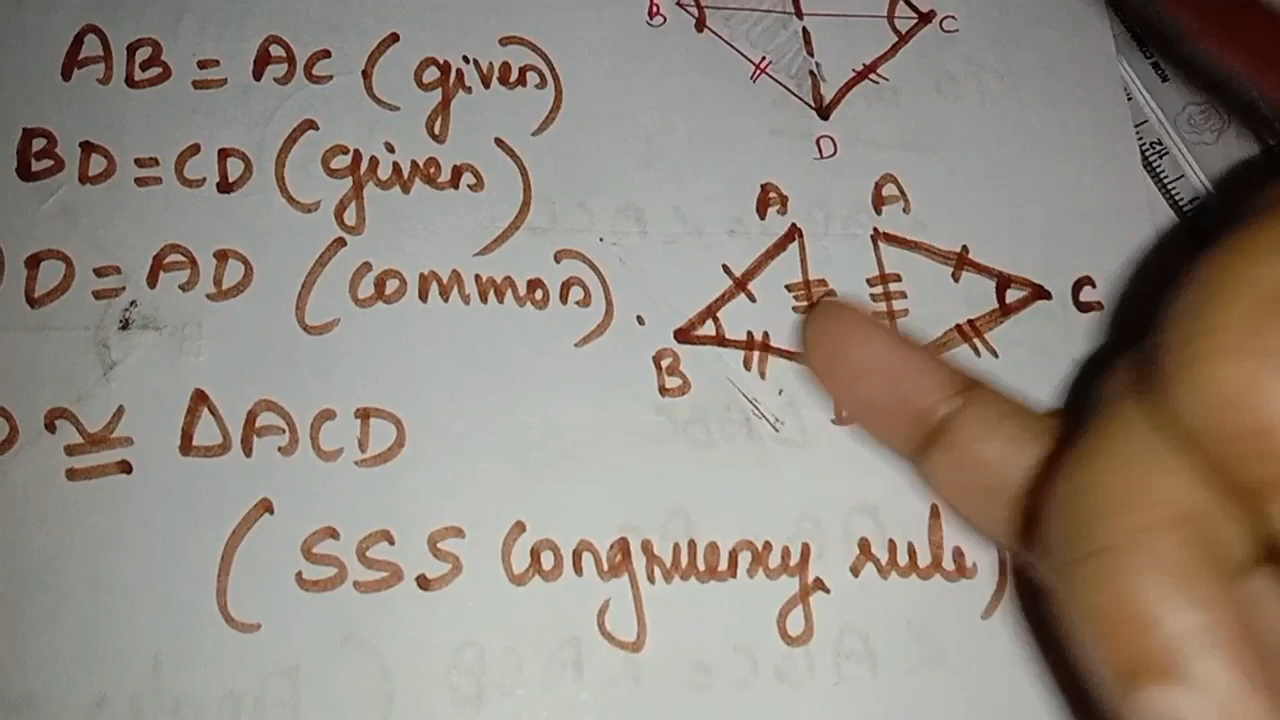 B
C
AB = AC (given)
D
BD = CD (given)
A A
D = AD (common).
C
B
≅ ΔACD
(SSS Congruency rule)